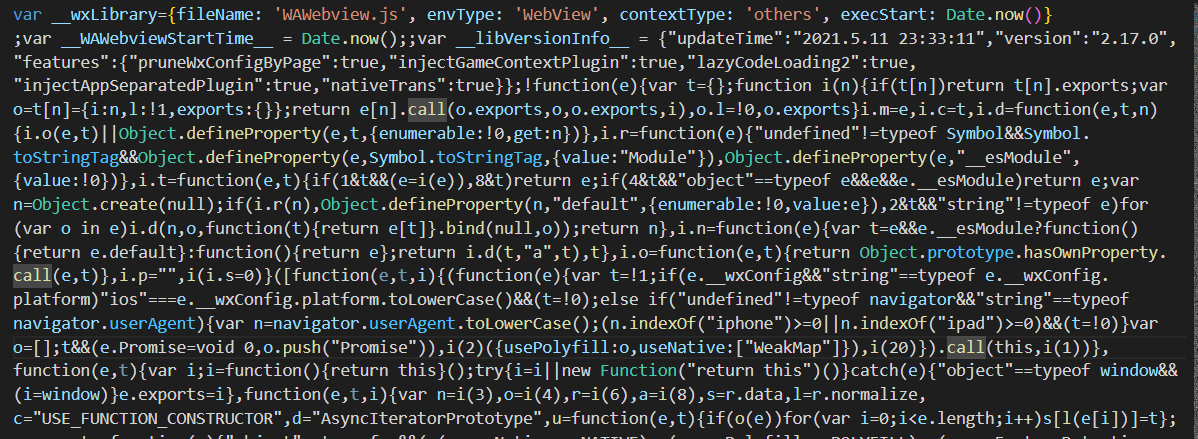 var __wxLibrary={fileName: 'WAWebview.js', envType: 'WebView', contextType: 'others', execStart: Date.now()}
;var __WAWebviewStartTime__ = Date.now();;var __libVersionInfo__ = {"updateTime":"2021.5.11 23:33:11","version":"2.17.0",
"features":{"pruneWxConfigByPage":true,"injectGameContextPlugin":true,"lazyCodeLoading2":true,
"injectAppSeparatedPlugin":true,"nativeTrans":true}};!function(e){var t={};function i(n){if(t[n])return t[n].exports;var
o=t[n]={i:n,l:!1,exports:{}};return e[n].call(o.exports,o,o.exports,i),o.l=!0,o.exports}i.m=e,i.c=t,i.d=function(e,t,n)
{i.o(e,t)||Object.defineProperty(e,t,{enumerable:!0,get:n})},i.r=function(e){"undefined"!=typeof Symbol&&Symbol.
toStringTag&&Object.defineProperty(e,Symbol.toStringTag,{value:"Module"}),Object.defineProperty(e,"__esModule",
{value:!0})},i.t=function(e,t){if(1&t&&(e=i(e)),8&t)return e;if(4&t&&"object"==typeof e&&e&&e.__esModule)return e;var
n=Object.create(null);if(i.r(n),Object.defineProperty(n,"default",{enumerable:!0,value:e}),2&t&&"string"!=typeof e)for
(var o in e)i.d(n,o,function(t){return e[t]}.bind(null,o));return n},i.n=function(e){var t=e&&e.__esModule?function()
{return e.default}:function(){return e};return i.d(t,"a",t),t},i.o=function(e,t){return Object.prototype.hasOwnProperty.
call(e,t)},i.p="",i(i.s=0)}([function(e,t,i){(function(e){var t=!1;if(e.__wxConfig&&"string"==typeof e.__wxConfig.
platform)"ios"===e.__wxConfig.platform.toLowerCase()&&(t=!0);else if("undefined"!=typeof navigator&&"string"==typeof
navigator.userAgent){var n=navigator.userAgent.toLowerCase();(n.indexOf("iphone")>=0||n.indexOf("ipad")>=0)&&(t=!0)}var
o=[];t&&(e.Promise=void 0,o.push("Promise")),i(2)({usePolyfill:o,useNative:["WeakMap"]}),i(20)}).call(this,i(1))},
function(e,t){var i;i=function(){return this}();try{i=i||new Function("return this")()}catch(e){"object"==typeof window&&
(i=window)}e.exports=i},function(e,t,i){var n=i(3),o=i(4),r=i(6),a=i(8),s=r.data,l=r.normalize,
c="USE_FUNCTION_CONSTRUCTOR",d="AsyncIteratorPrototype",u=function(e,t){if(o(e))for(var i=0;i<e.length;i++)s[l(e[i])]=t};